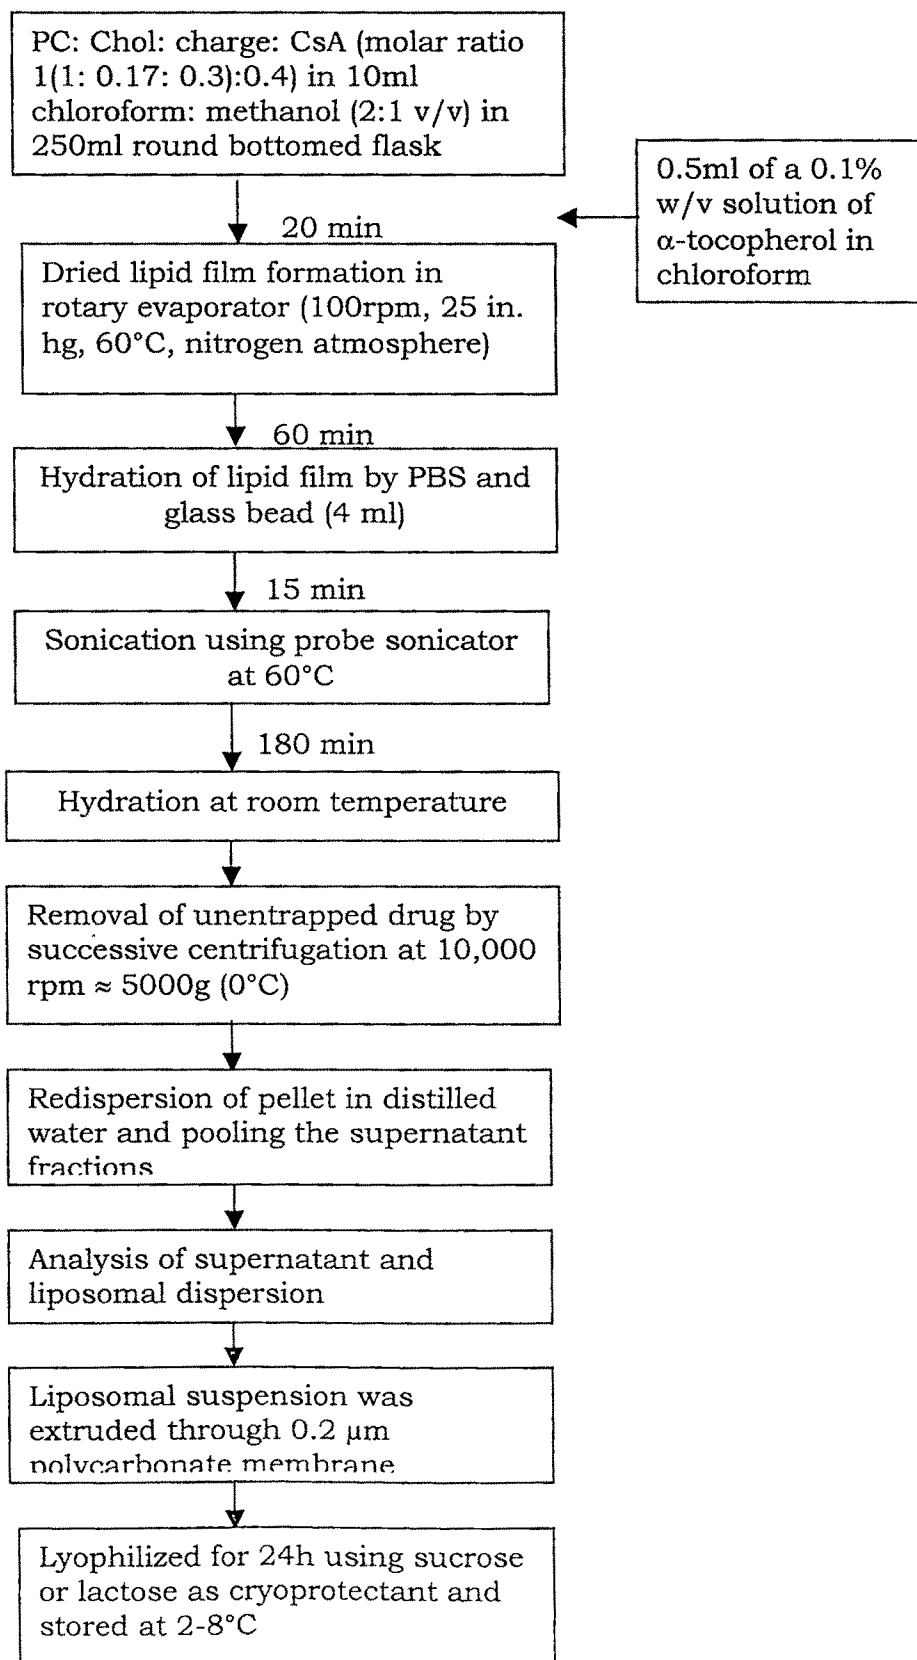 PC: Chol: charge: CsA (molar ratio
1(1: 0.17: 0.3):0.4) in 10ml
chloroform: methanol (2:1 v/v) in
250ml round bottomed flask
0.5ml of a 0.1%
w/v solution of
α-tocopherol in
chloroform
20 min
Dried lipid film formation in
rotary evaporator (100rpm, 25 in.
hg, 60°C, nitrogen atmosphere)
60 min
Hydration of lipid film by PBS and
glass bead (4 ml)
15 min
Sonication using probe sonicator
at 60°C
180 min
Hydration at room temperature
Removal of unentrapped drug by
successive centrifugation at 10,000
rpm ≈ 5000g (0°C)
Redispersion of pellet in distilled
water and pooling the supernatant
fractions
Analysis of supernatant and
liposomal dispersion
Liposomal suspension was
extruded through 0.2 µm
polycarbonate membrane
Lyophilized for 24h using sucrose
or lactose as cryoprotectant and
stored at 2-8°C